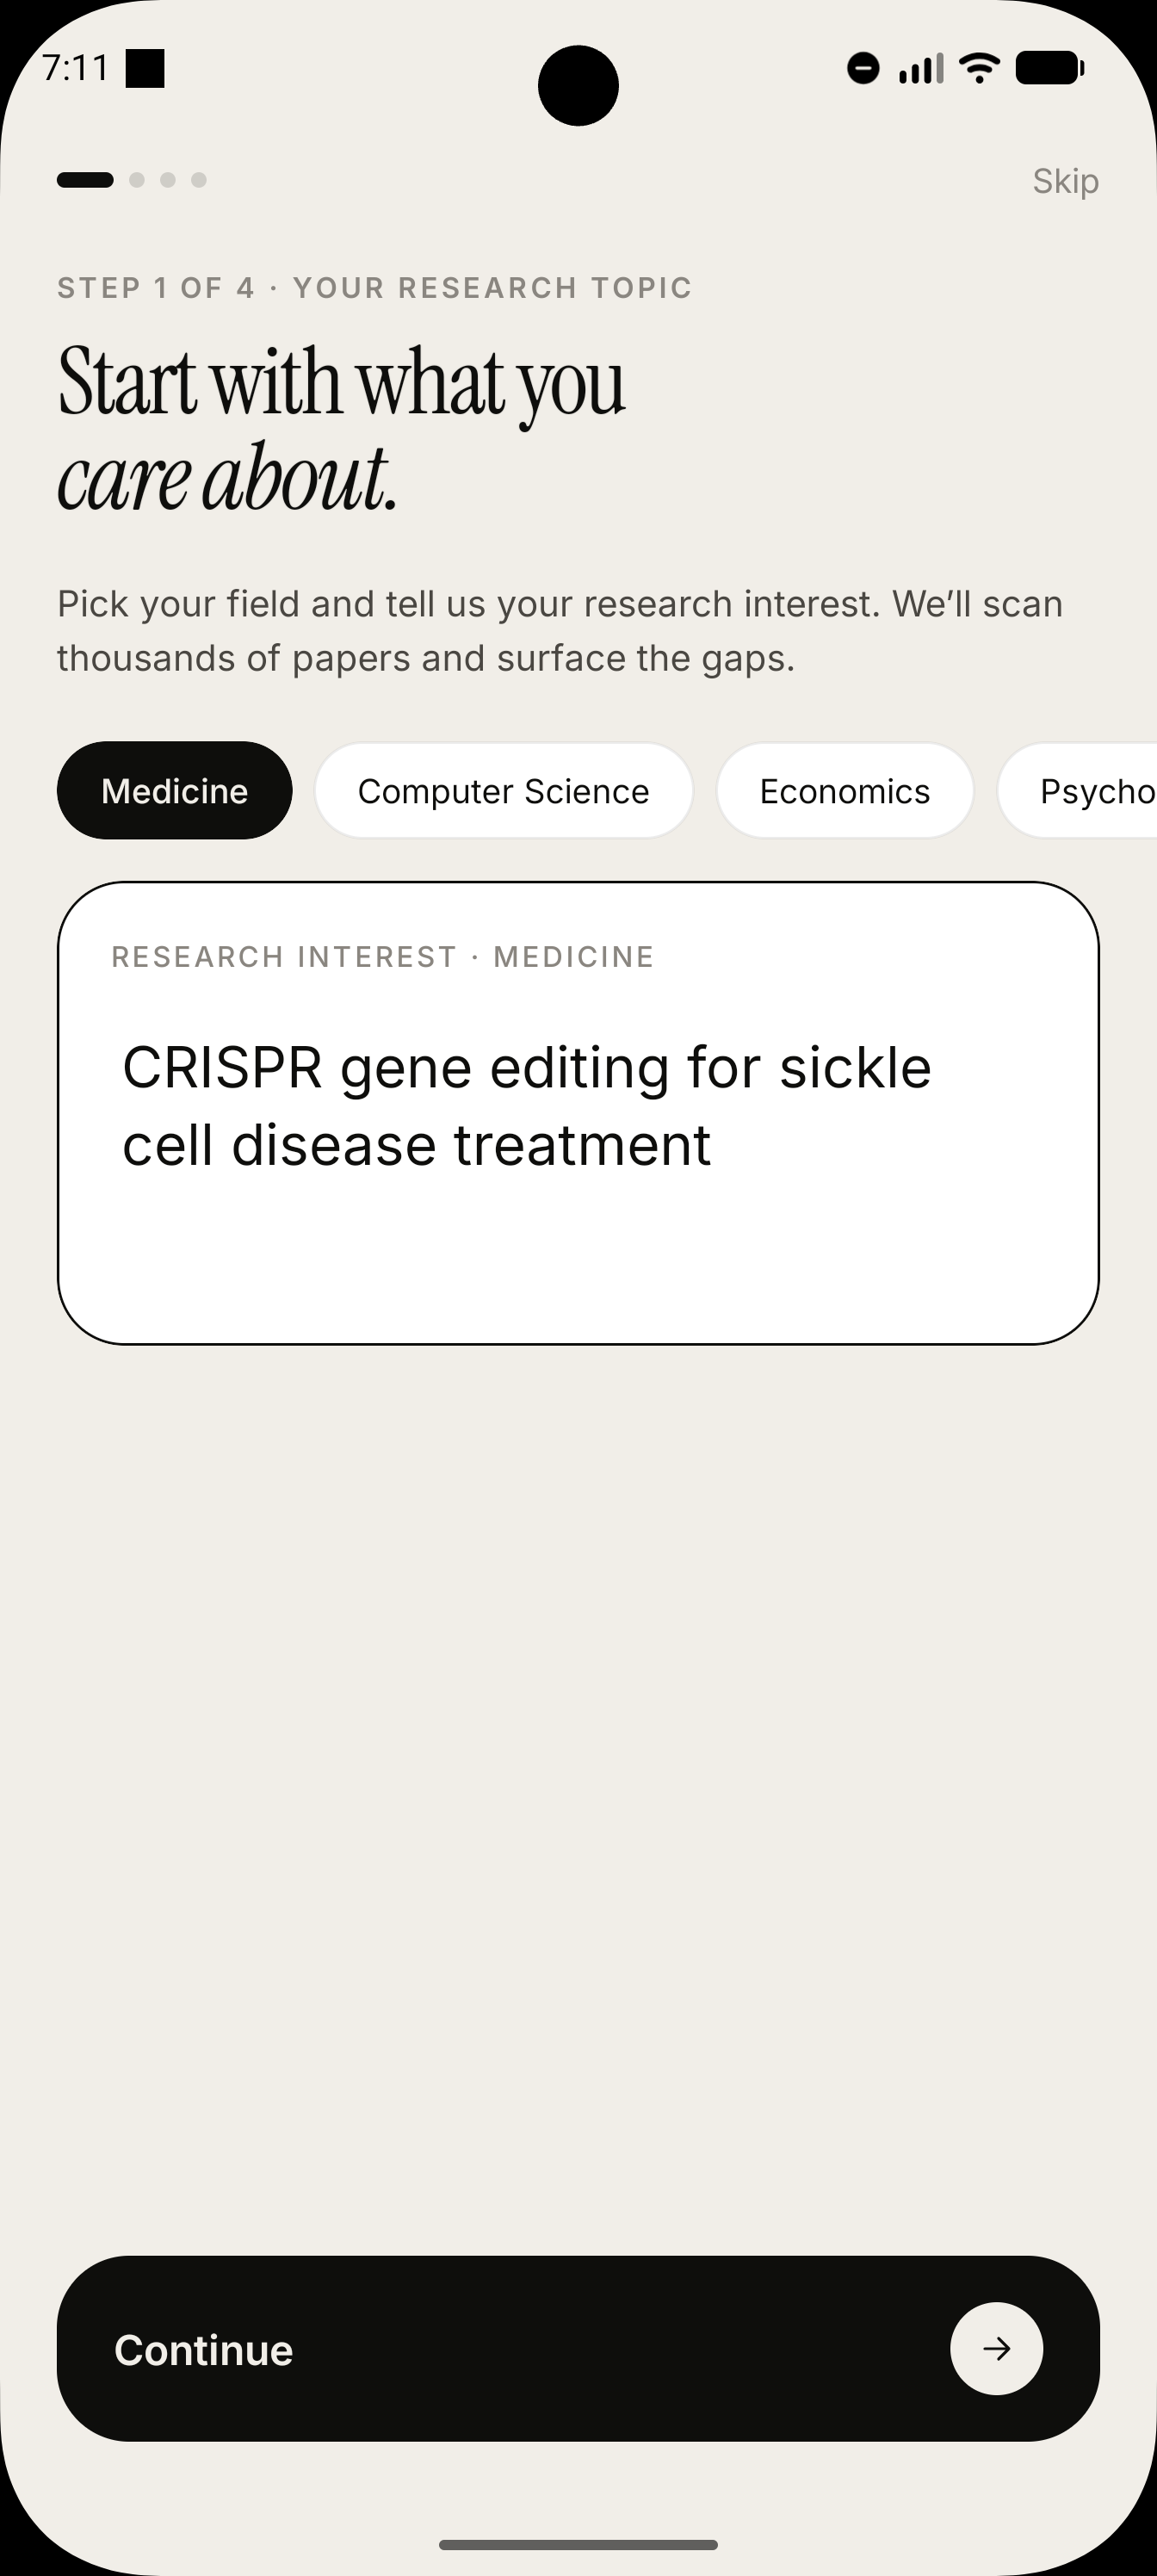 7:11
Skip
STEP 1 OF 4 · YOUR RESEARCH TOPIC
Start with what you
care about.
Pick your field and tell us your research interest. We’ll scan
thousands of papers and surface the gaps.
Medicine Computer Science Economics Psycho
RESEARCH INTEREST · MEDICINE
CRISPR gene editing for sickle
cell disease treatment
Continue